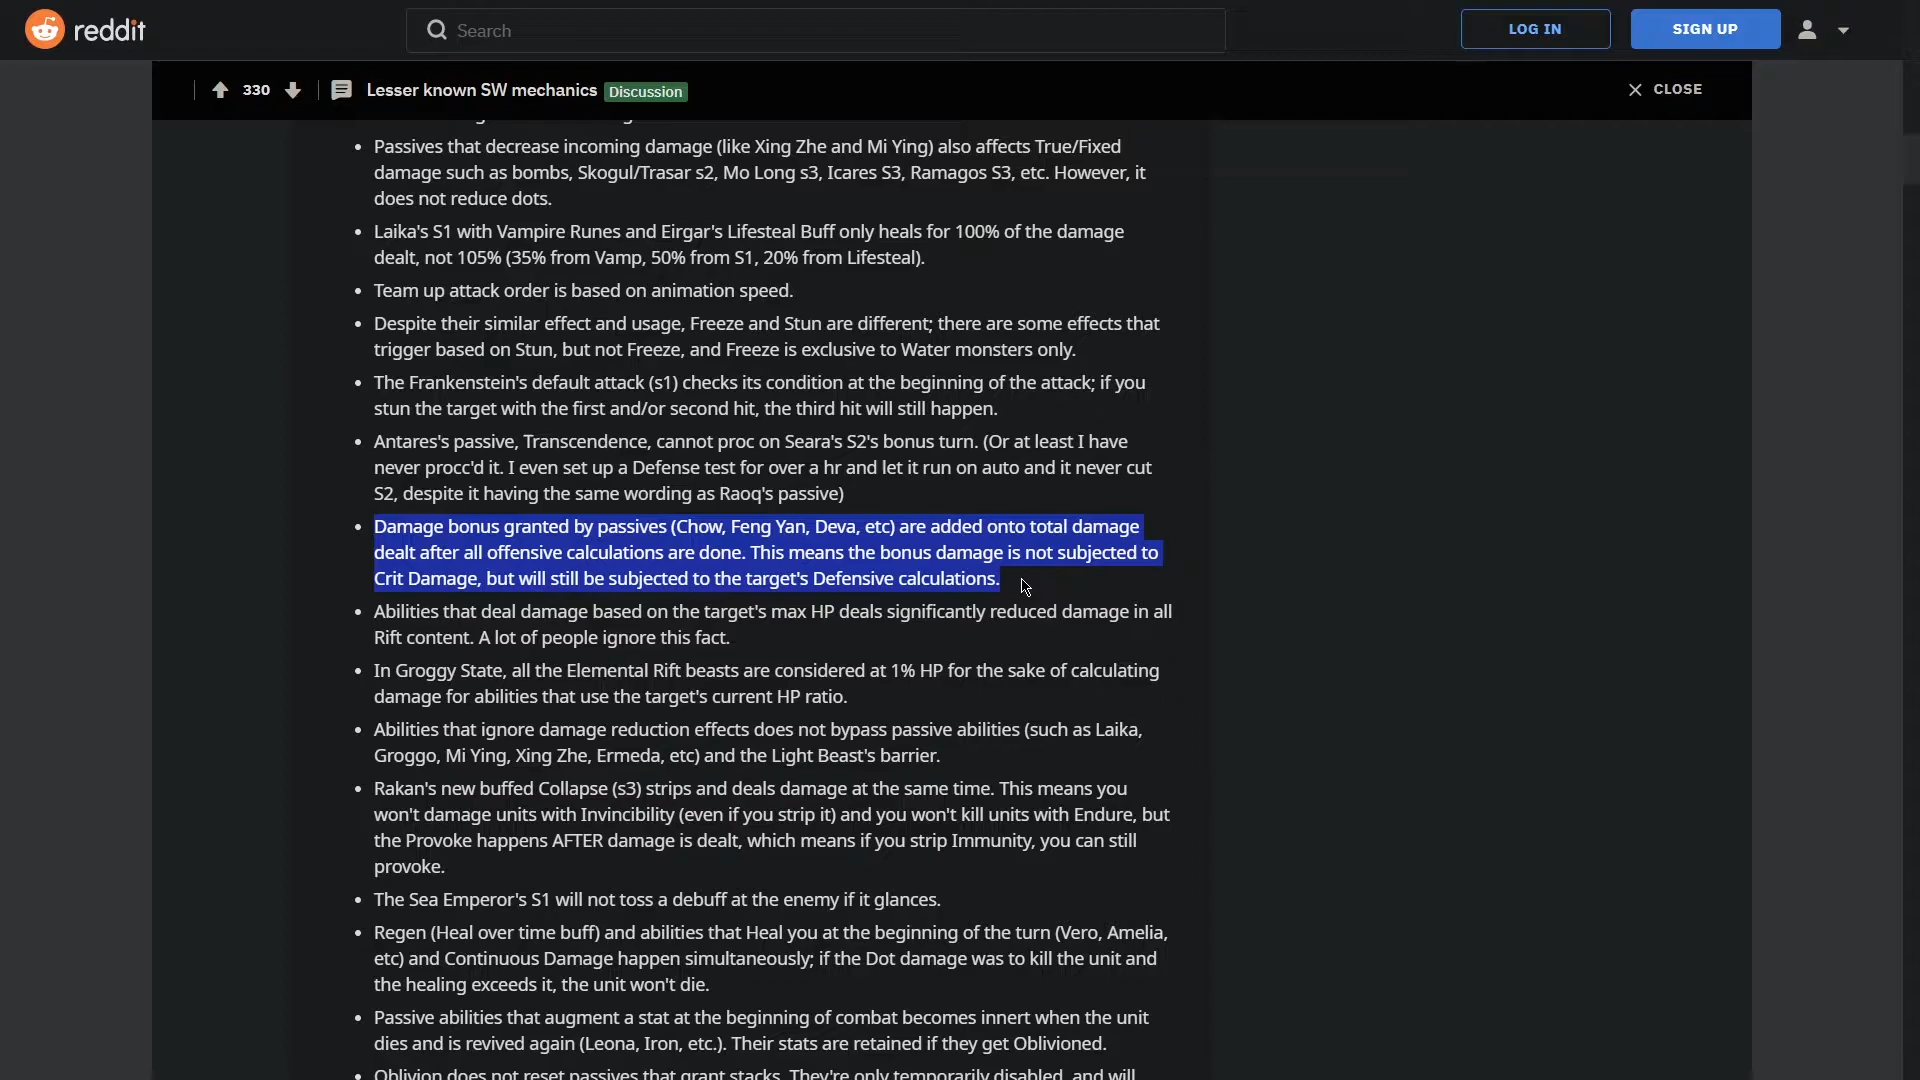 reddit
Search
LOG IN
SIGN UP
330
Lesser known SW mechanics
Discussion
CLOSE
• Passives that decrease incoming damage (like Xing Zhe and Mi Ying) also affects True/Fixed
damage such as bombs, Skogul/Trasar s2, Mo Long s3, Icares S3, Ramagos S3, etc. However, it
does not reduce dots.
• Laika's S1 with Vampire Runes and Eirgar's Lifesteal Buff only heals for 100% of the damage
dealt, not 105% (35% from Vamp, 50% from S1, 20% from Lifesteal).
• Team up attack order is based on animation speed.
• Despite their similar effect and usage, Freeze and Stun are different; there are some effects that
trigger based on Stun, but not Freeze, and Freeze is exclusive to Water monsters only.
• The Frankenstein's default attack (s1) checks its condition at the beginning of the attack; if you
stun the target with the first and/or second hit, the third hit will still happen.
• Antares's passive, Transcendence, cannot proc on Seara's S2's bonus turn. (Or at least I have
never procc'd it. I even set up a Defense test for over a hr and let it run on auto and it never cut
S2, despite it having the same wording as Raoq's passive)
• Damage bonus granted by passives (Chow, Feng Yan, Deva, etc) are added onto total damage
dealt after all offensive calculations are done. This means the bonus damage is not subjected to
Crit Damage, but will still be subjected to the target's Defensive calculations.
• Abilities that deal damage based on the target's max HP deals significantly reduced damage in all
Rift content. A lot of people ignore this fact.
• In Groggy State, all the Elemental Rift beasts are considered at 1% HP for the sake of calculating
damage for abilities that use the target's current HP ratio.
• Abilities that ignore damage reduction effects does not bypass passive abilities (such as Laika,
Groggo, Mi Ying, Xing Zhe, Ermeda, etc) and the Light Beast's barrier.
• Rakan's new buffed Collapse (s3) strips and deals damage at the same time. This means you
won't damage units with Invincibility (even if you strip it) and you won't kill units with Endure, but
the Provoke happens AFTER damage is dealt, which means if you strip Immunity, you can still
provoke.
• The Sea Emperor's S1 will not toss a debuff at the enemy if it glances.
• Regen (Heal over time buff) and abilities that Heal you at the beginning of the turn (Vero, Amelia,
etc) and Continuous Damage happen simultaneously; if the Dot damage was to kill the unit and
the healing exceeds it, the unit won't die.
• Passive abilities that augment a stat at the beginning of combat becomes innert when the unit
dies and is revived again (Leona, Iron, etc.). Their stats are retained if they get Oblivioned.
• Oblivion does not reset passives that grant stacks. They're only temporarily disabled, and will